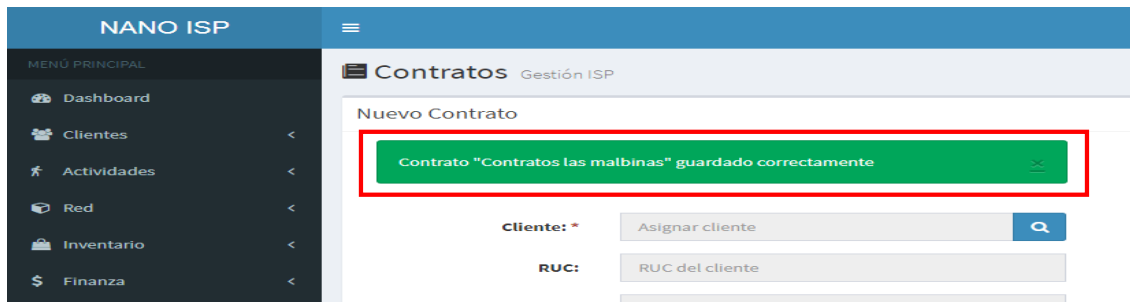 NANO ISP
MENÚ PRINCIPAL
Dashboard
Clientes
Actividades
Red
Inventario
Finanza
Contratos Gestión ISP
Nuevo Contrato
Contrato "Contratos las malbinas" guardado correctamente ×
Cliente: * Asignar cliente
RUC: RUC del cliente